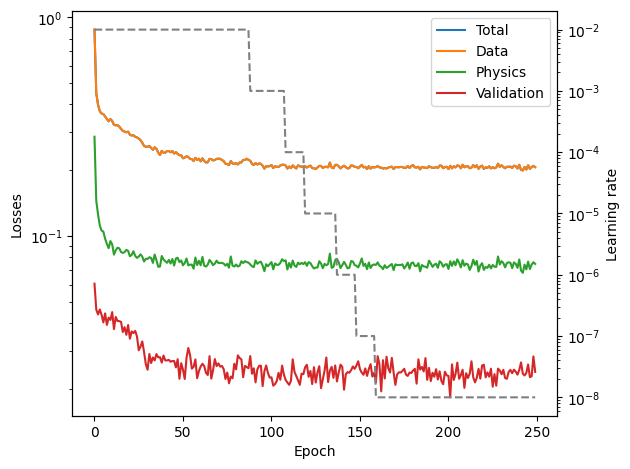 Total
Data
Physics
Validation
Losses
10⁰
10⁻¹
Learning rate
10⁻²
10⁻³
10⁻⁴
10⁻⁵
10⁻⁶
10⁻⁷
10⁻⁸
0 50 100 150 200 250
Epoch